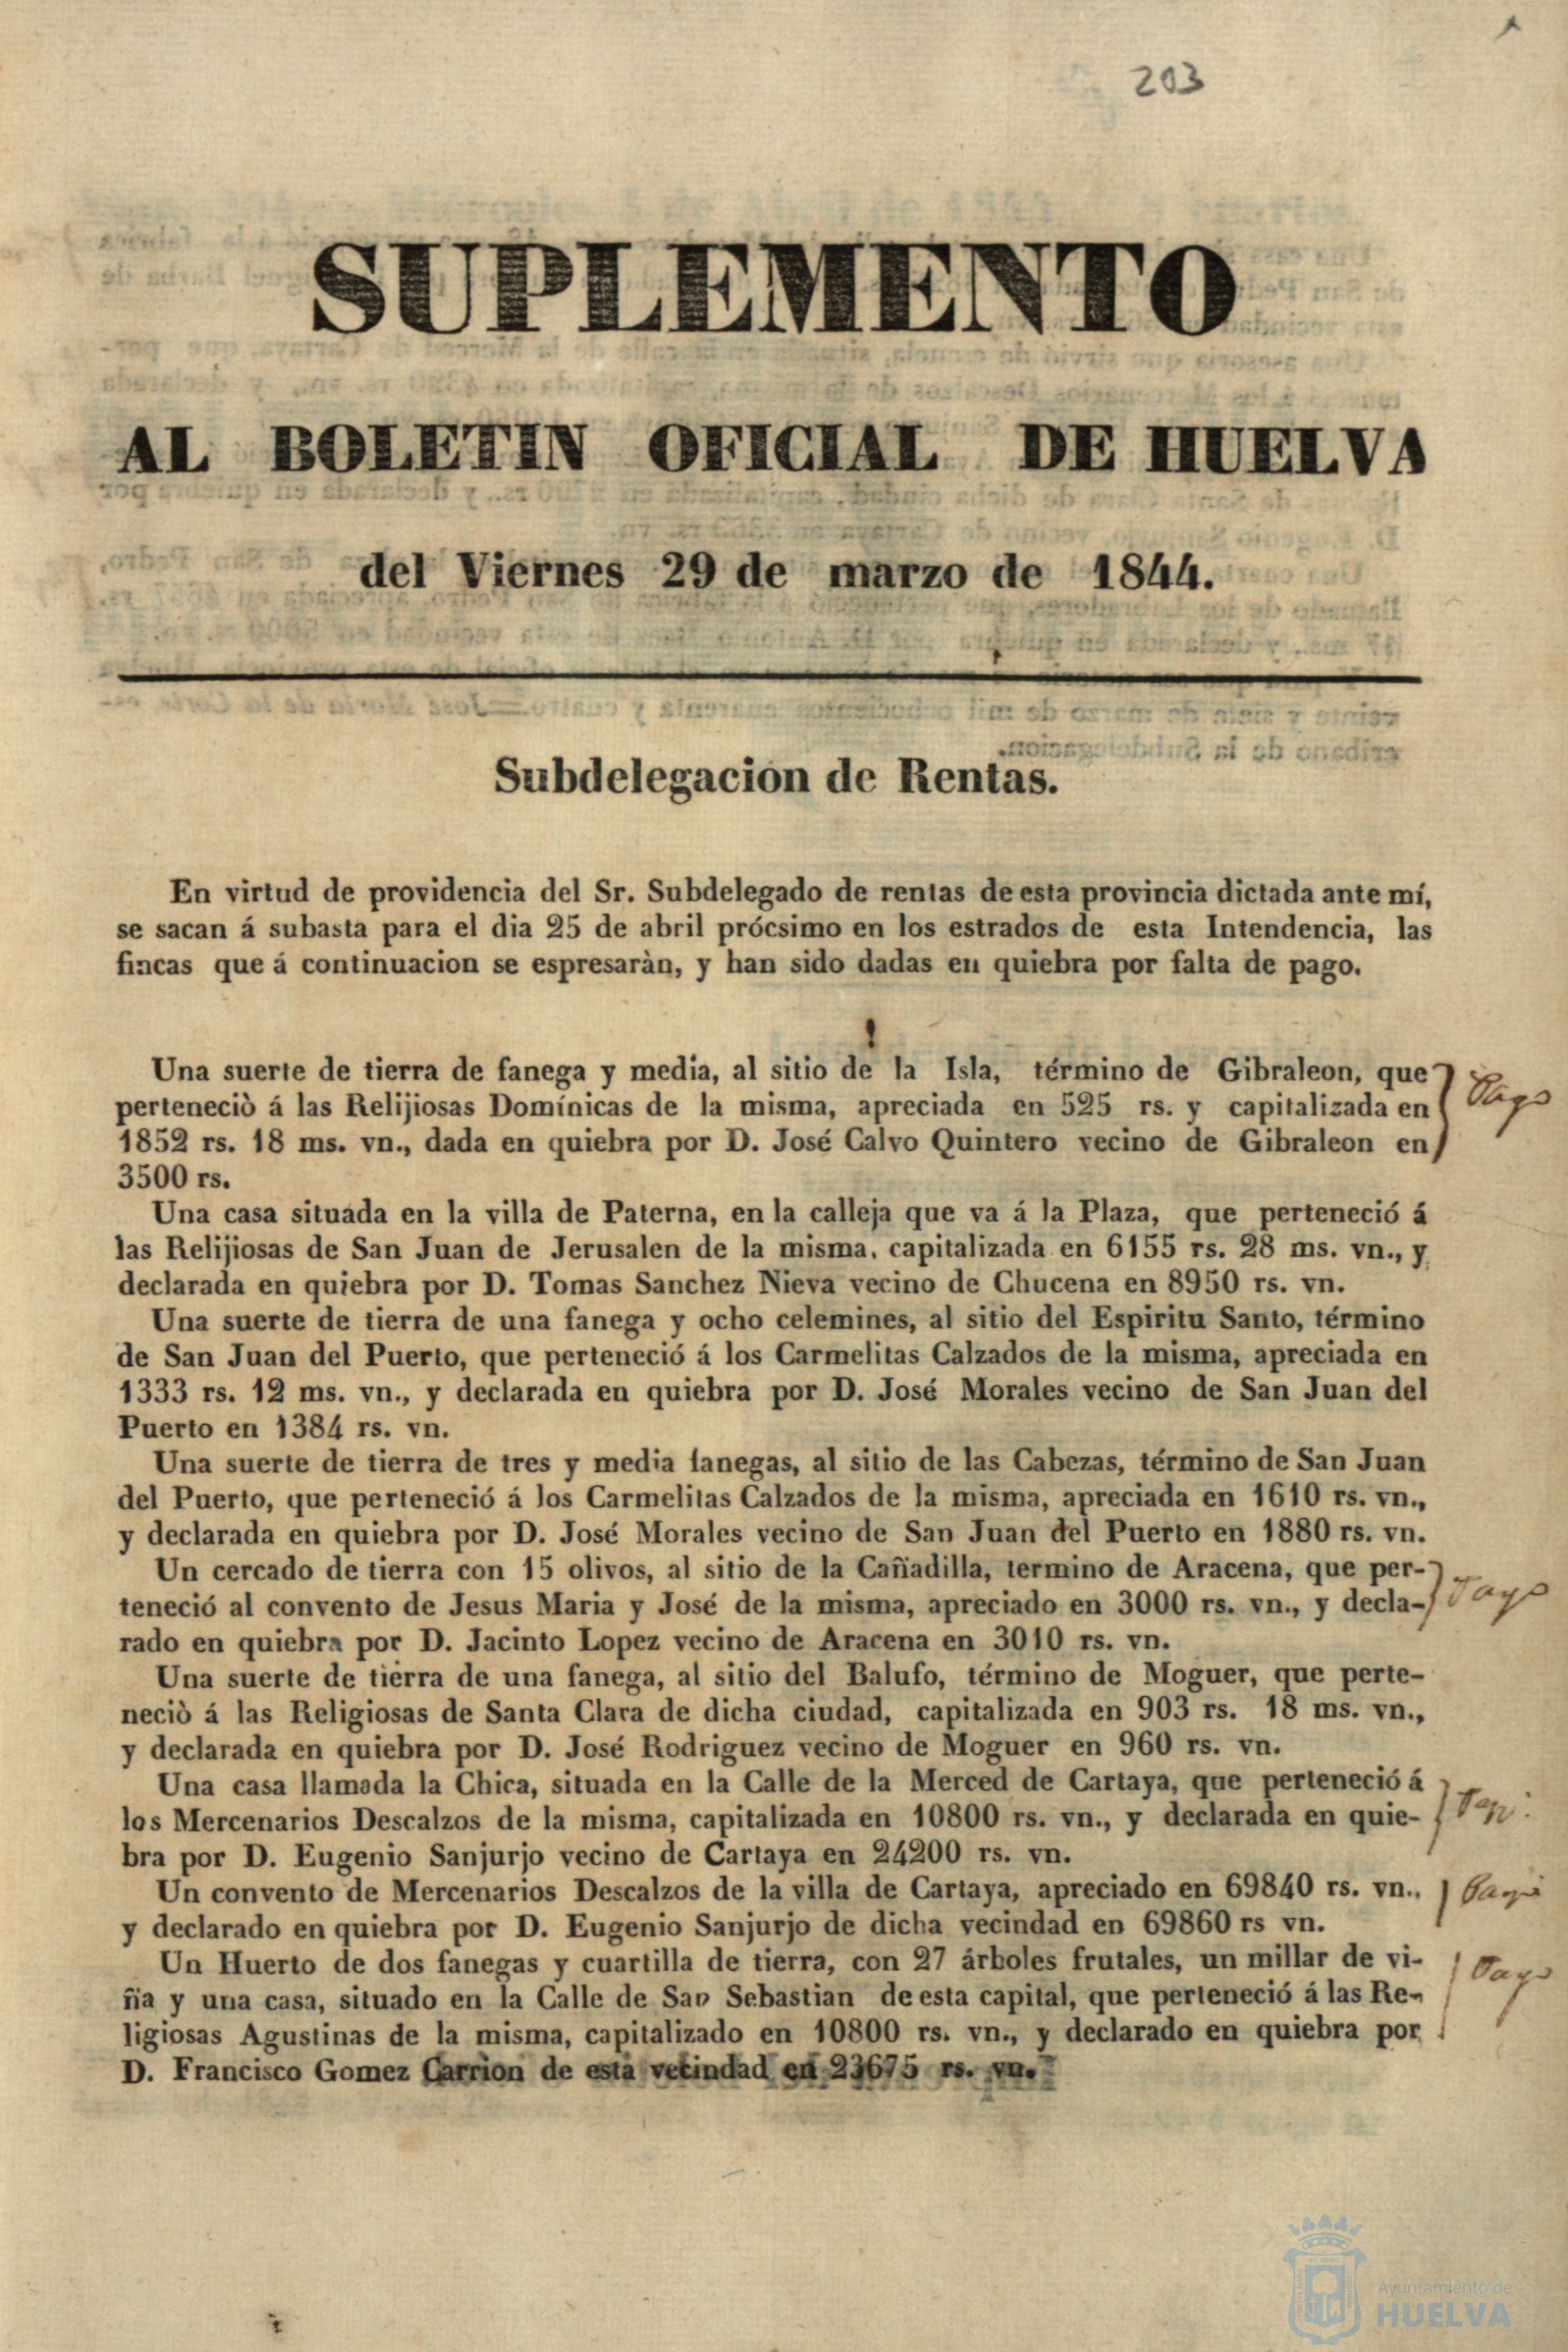 203
SUPLEMENTO
AL BOLETIN OFICIAL DE HUELVA
del Viernes 29 de marzo de 1844.
Subdelegacion de Rentas.
En virtud de providencia del Sr. Subdelegado de rentas de esta provincia dictada ante mí,
se sacan á subasta para el dia 25 de abril prócsimo en los estrados de esta Intendencia, las
fincas que á continuacion se espresaràn, y han sido dadas en quiebra por falta de pago.
Una suerte de tierra de fanega y media, al sitio de la Isla, término de Gibraleon, que
perteneciò á las Relijiosas Domínicas de la misma, apreciada en 525 rs. y capitalizada en
1852 rs. 18 ms. vn., dada en quiebra por D. José Calvo Quintero vecino de Gibraleon en
3500 rs.
Pago
Una casa situada en la villa de Paterna, en la calleja que va á la Plaza, que perteneció á
las Relijiosas de San Juan de Jerusalen de la misma, capitalizada en 6155 rs. 28 ms. vn., y
declarada en quiebra por D. Tomas Sanchez Nieva vecino de Chucena en 8950 rs. vn.
Una suerte de tierra de una fanega y ocho celemines, al sitio del Espiritu Santo, término
de San Juan del Puerto, que perteneció á los Carmelitas Calzados de la misma, apreciada en
1333 rs. 12 ms. vn., y declarada en quiebra por D. José Morales vecino de San Juan del
Puerto en 1384 rs. vn.
Una suerte de tierra de tres y media fanegas, al sitio de las Cabezas, término de San Juan
del Puerto, que perteneció á los Carmelitas Calzados de la misma, apreciada en 1610 rs. vn.,
y declarada en quiebra por D. José Morales vecino de San Juan del Puerto en 1880 rs. vn.
Un cercado de tierra con 15 olivos, al sitio de la Cañadilla, termino de Aracena, que per-
teneció al convento de Jesus Maria y José de la misma, apreciado en 3000 rs. vn., y decla-
rado en quiebra por D. Jacinto Lopez vecino de Aracena en 3010 rs. vn.
Pago
Una suerte de tierra de una fanega, al sitio del Balufo, término de Moguer, que perte-
neciò á las Religiosas de Santa Clara de dicha ciudad, capitalizada en 903 rs. 18 ms. vn.,
y declarada en quiebra por D. José Rodriguez vecino de Moguer en 960 rs. vn.
Una casa llamada la Chica, situada en la Calle de la Merced de Cartaya, que perteneció á
los Mercenarios Descalzos de la misma, capitalizada en 10800 rs. vn., y declarada en quie-
bra por D. Eugenio Sanjurjo vecino de Cartaya en 24200 rs. vn.
Un convento de Mercenarios Descalzos de la villa de Cartaya, apreciado en 69840 rs. vn.,
y declarado en quiebra por D. Eugenio Sanjurjo de dicha vecindad en 69860 rs vn.
Un Huerto de dos fanegas y cuartilla de tierra, con 27 árboles frutales, un millar de vi-
ña y una casa, situado en la Calle de San Sebastian de esta capital, que perteneció á las Re-
ligiosas Agustinas de la misma, capitalizado en 10800 rs. vn., y declarado en quiebra por
D. Francisco Gomez Carrion de esta vecindad en 23675 rs. vn.
Pago
Ayuntamiento de
HUELVA